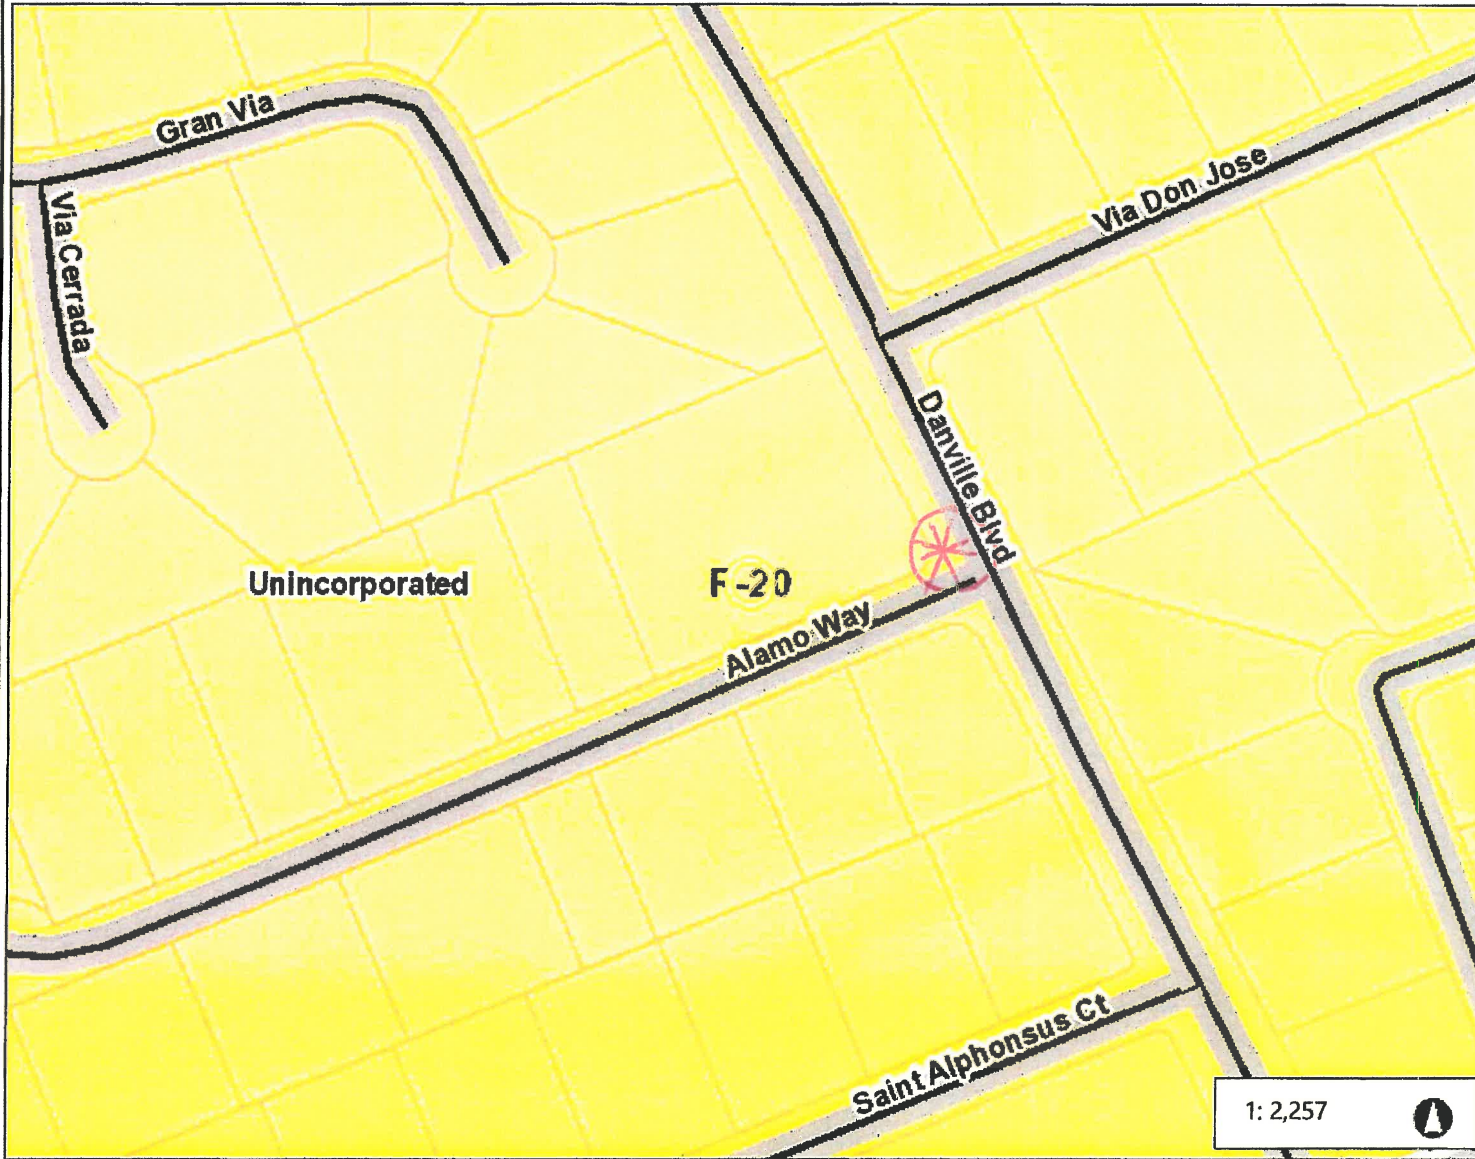 Gran Via
Via Cerrada
Via Don Jose
Danville Blvd
Unincorporated
F-20
Alamo Way
Saint Alphonsus Ct
1: 2,257